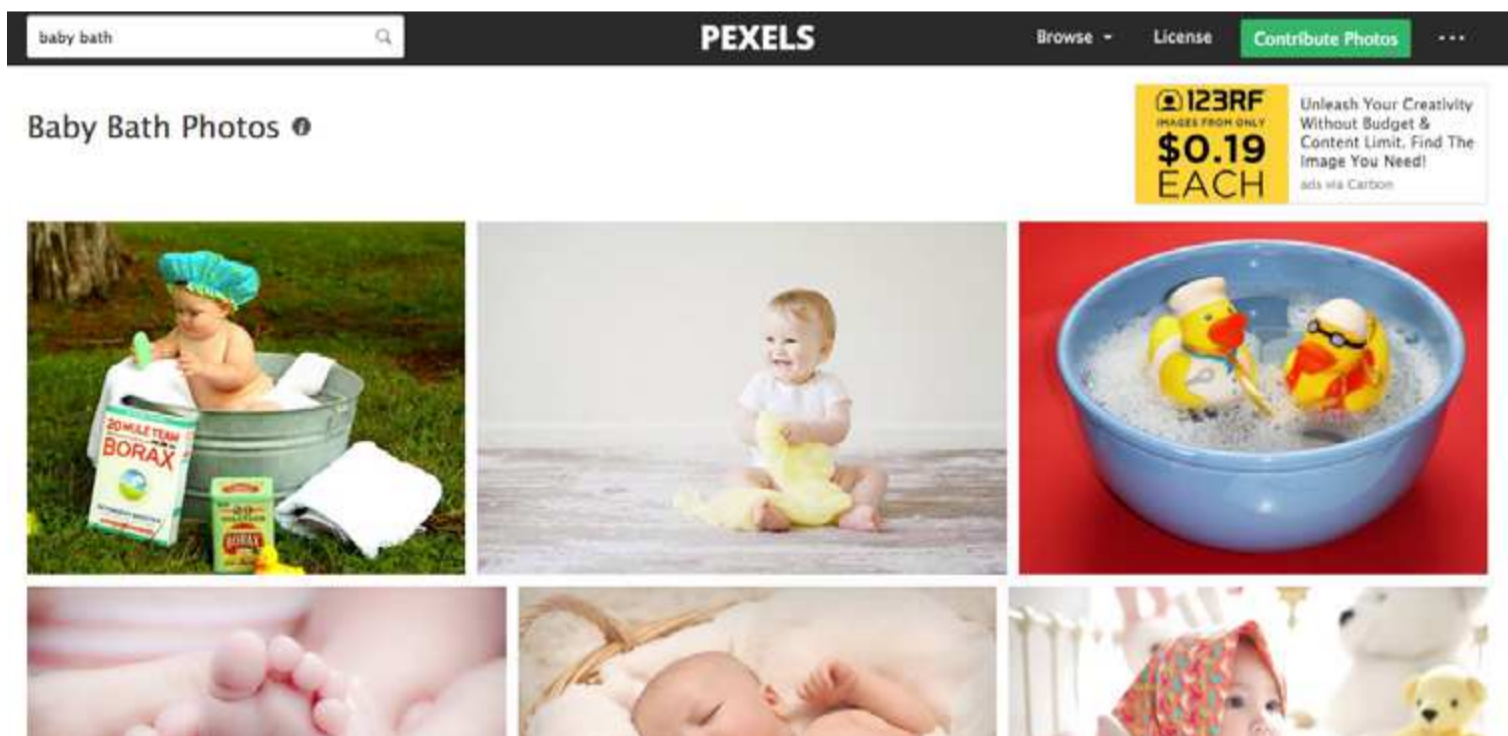 baby bath
PEXELS
Browse
License
Contribute Photos
...
Baby Bath Photos
123RF
IMAGES FROM ONLY
$0.19
EACH
Unleash Your Creativity
Without Budget &
Content Limit. Find The
Image You Need!
ads via Carbon
20 MULE TEAM
BORAX
20
BORAX